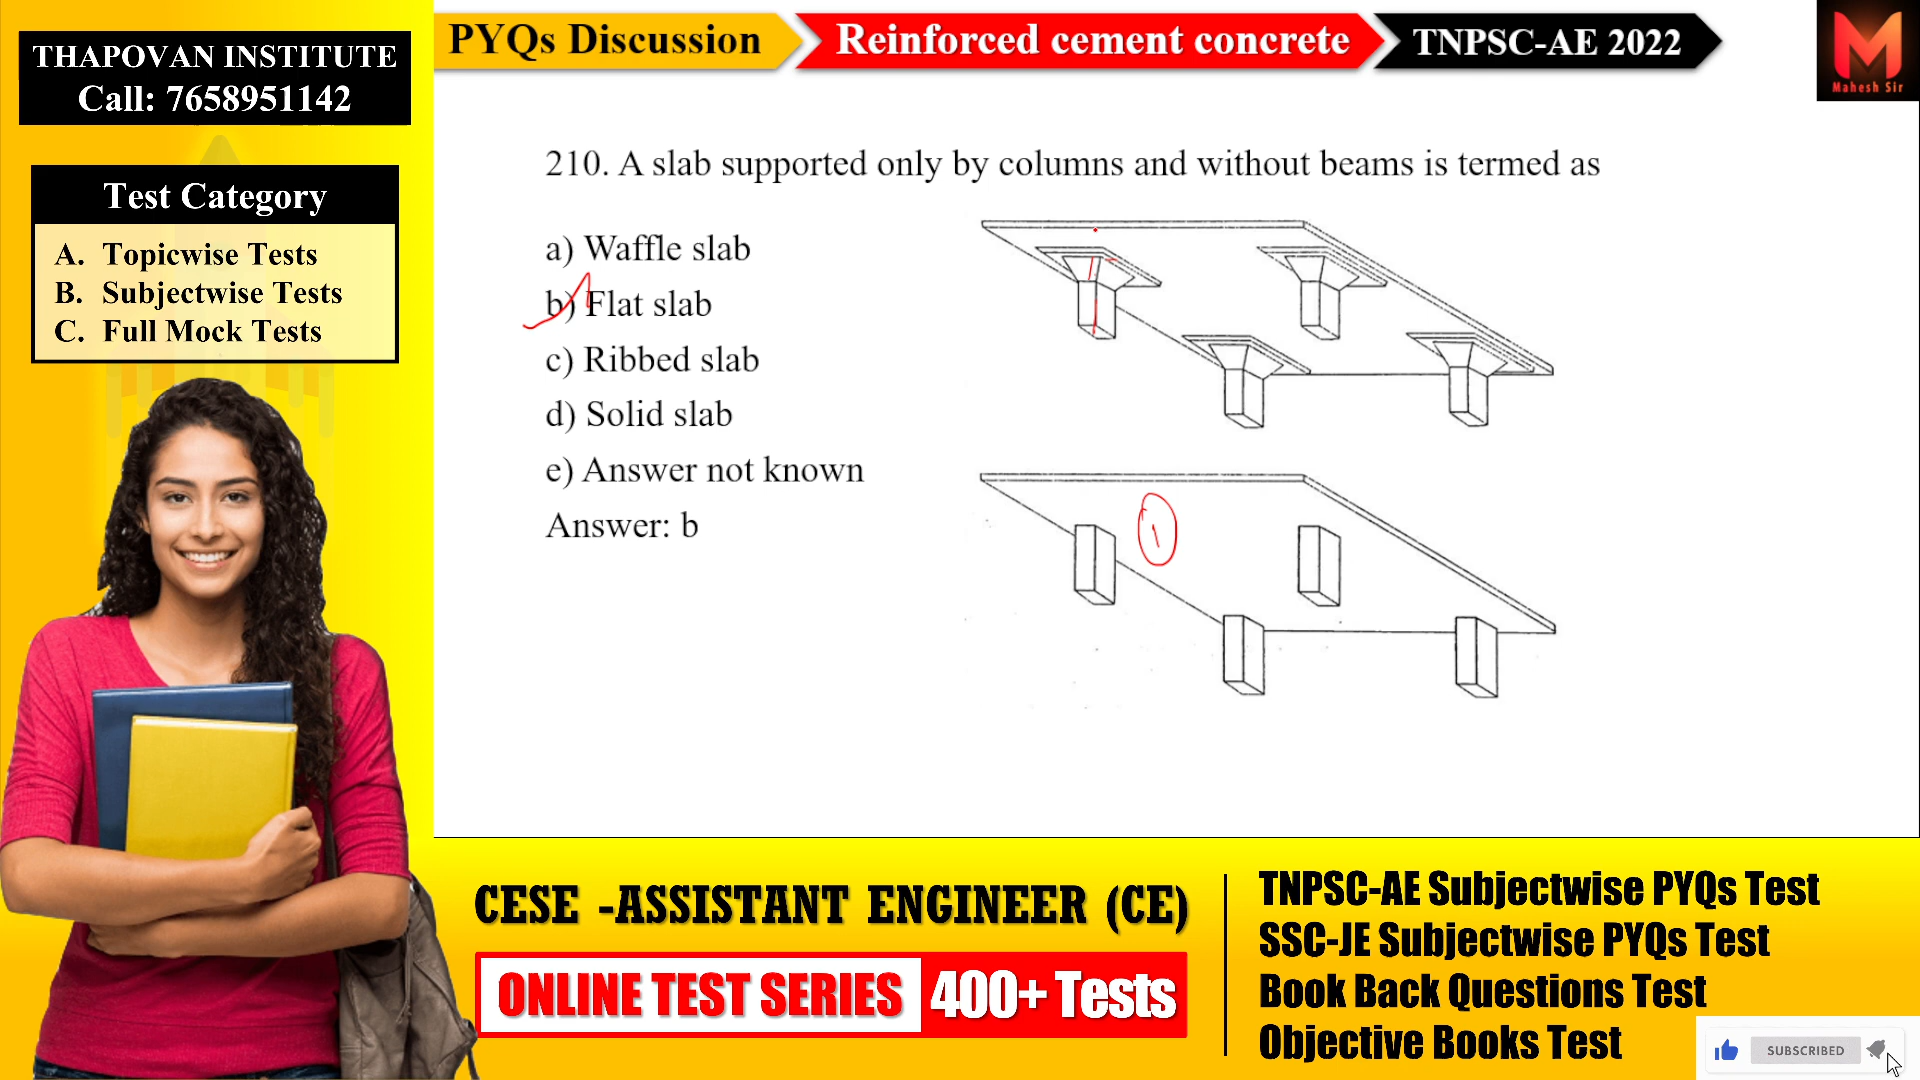 THAPOVAN INSTITUTE
Call: 7658951142
Test Category
A. Topicwise Tests
B. Subjectwise Tests
C. Full Mock Tests
PYQs Discussion
Reinforced cement concrete
TNPSC-AE 2022
M
Mahesh Sir
210. A slab supported only by columns and without beams is termed as
a) Waffle slab
b) Flat slab
c) Ribbed slab
d) Solid slab
e) Answer not known
Answer: b
1
CESE -ASSISTANT ENGINEER (CE)
ONLINE TEST SERIES 400+ Tests
TNPSC-AE Subjectwise PYQs Test
SSC-JE Subjectwise PYQs Test
Book Back Questions Test
Objective Books Test
SUBSCRIBED